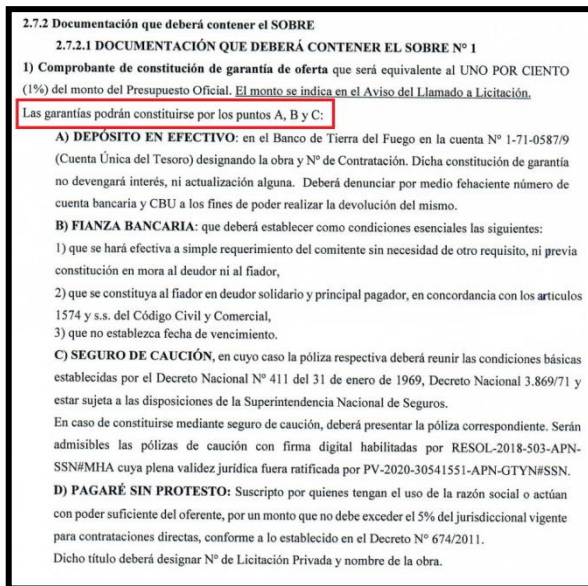 2.7.2 Documentación que deberá contener el SOBRE
2.7.2.1 DOCUMENTACIÓN QUE DEBERÁ CONTENER EL SOBRE Nº 1
1) Comprobante de constitución de garantía de oferta que será equivalente al UNO POR CIENTO
(1%) del monto del Presupuesto Oficial. El monto se indica en el Aviso del Llamado a Licitación.
Las garantías podrán constituirse por los puntos A, B y C:
A) DEPÓSITO EN EFECTIVO: en el Banco de Tierra del Fuego en la cuenta Nº 1-71-0587/9
(Cuenta Única del Tesoro) designando la obra y Nº de Contratación. Dicha constitución de garantía
no devengará interés, ni actualización alguna. Deberá denunciar por medio fehaciente número de
cuenta bancaria y CBU a los fines de poder realizar la devolución del mismo.
B) FIANZA BANCARIA: que deberá establecer como condiciones esenciales las siguientes:
1) que se hará efectiva a simple requerimiento del comitente sin necesidad de otro requisito, ni previa
constitución en mora al deudor ni al fiador,
2) que se constituya al fiador en deudor solidario y principal pagador, en concordancia con los artículos
1574 y s.s. del Código Civil y Comercial,
3) que no establezca fecha de vencimiento.
C) SEGURO DE CAUCIÓN, en cuyo caso la póliza respectiva deberá reunir las condiciones básicas
establecidas por el Decreto Nacional Nº 411 del 31 de enero de 1969, Decreto Nacional 3.869/71 y
estar sujeta a las disposiciones de la Superintendencia Nacional de Seguros.
En caso de constituirse mediante seguro de caución, deberá presentar la póliza correspondiente. Serán
admisibles las pólizas de caución con firma digital habilitadas por RESOL-2018-503-APN-
SSN#MHA cuya plena validez jurídica fuera ratificada por PV-2020-30541551-APN-GTYN#SSN.
D) PAGARÉ SIN PROTESTO: Suscripto por quienes tengan el uso de la razón social o actúan
con poder suficiente del oferente, por un monto que no debe exceder el 5% del jurisdiccional vigente
para contrataciones directas, conforme a lo establecido en el Decreto Nº 674/2011.
Dicho título deberá designar Nº de Licitación Privada y nombre de la obra.